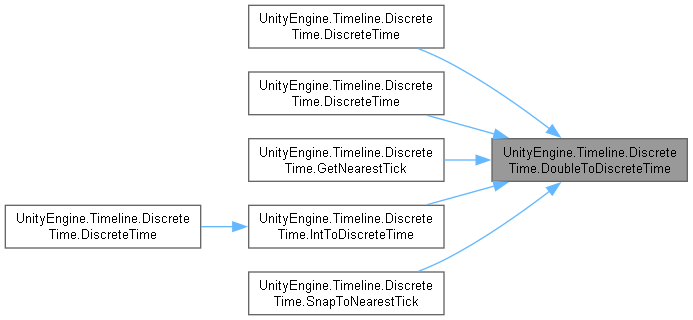 UnityEngine.Timeline.Discrete
Time.DiscreteTime
UnityEngine.Timeline.Discrete
Time.DiscreteTime
UnityEngine.Timeline.Discrete
Time.DoubleToDiscreteTime
UnityEngine.Timeline.Discrete
Time.GetNearestTick
UnityEngine.Timeline.Discrete
Time.DiscreteTime
UnityEngine.Timeline.Discrete
Time.IntToDiscreteTime
UnityEngine.Timeline.Discrete
Time.SnapToNearestTick